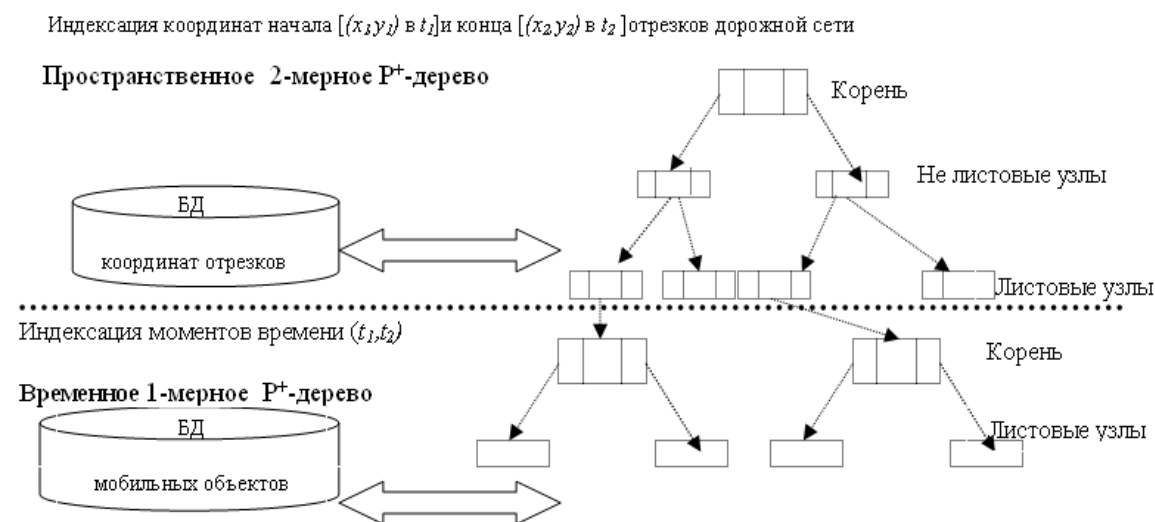 Индексация координат начала [(x₁,y₁) в t₁]и конца [(x₂,y₂) в t₂ ]отрезков дорожной сети
Пространственное 2-мерное Р⁺-дерево
Корень
Не листовые узлы
БД
координат отрезков
Листовые узлы
Индексация моментов времени (t₁,t₂)
Корень
Временное 1-мерное Р⁺-дерево
БД
Листовые узлы
мобильных объектов